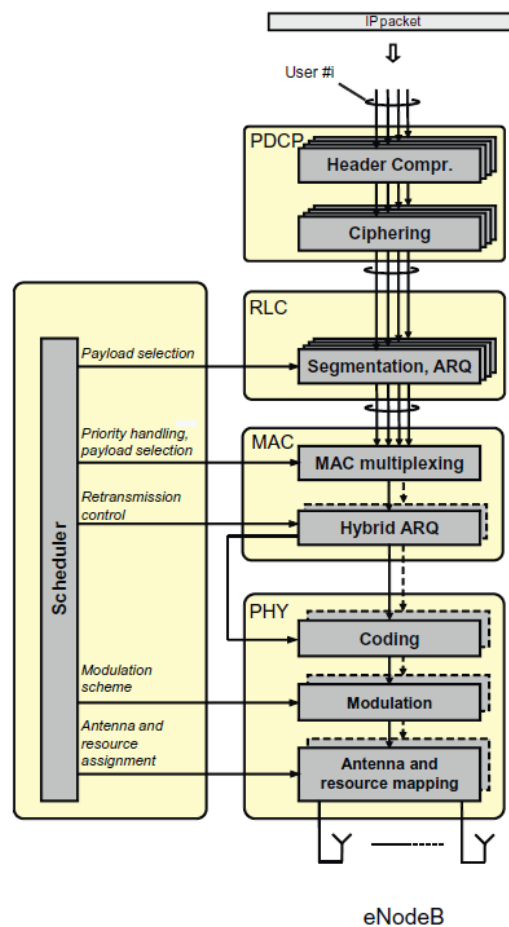 IP packet
User #i
PDCP
Header Compr.
Ciphering
RLC
Payload selection
Segmentation, ARQ
Priority handling,
payload selection
MAC
MAC multiplexing
Retransmission
control
Hybrid ARQ
Scheduler
PHY
Coding
Modulation
scheme
Modulation
Antenna and
resource
assignment
Antenna and
resource mapping
eNodeB